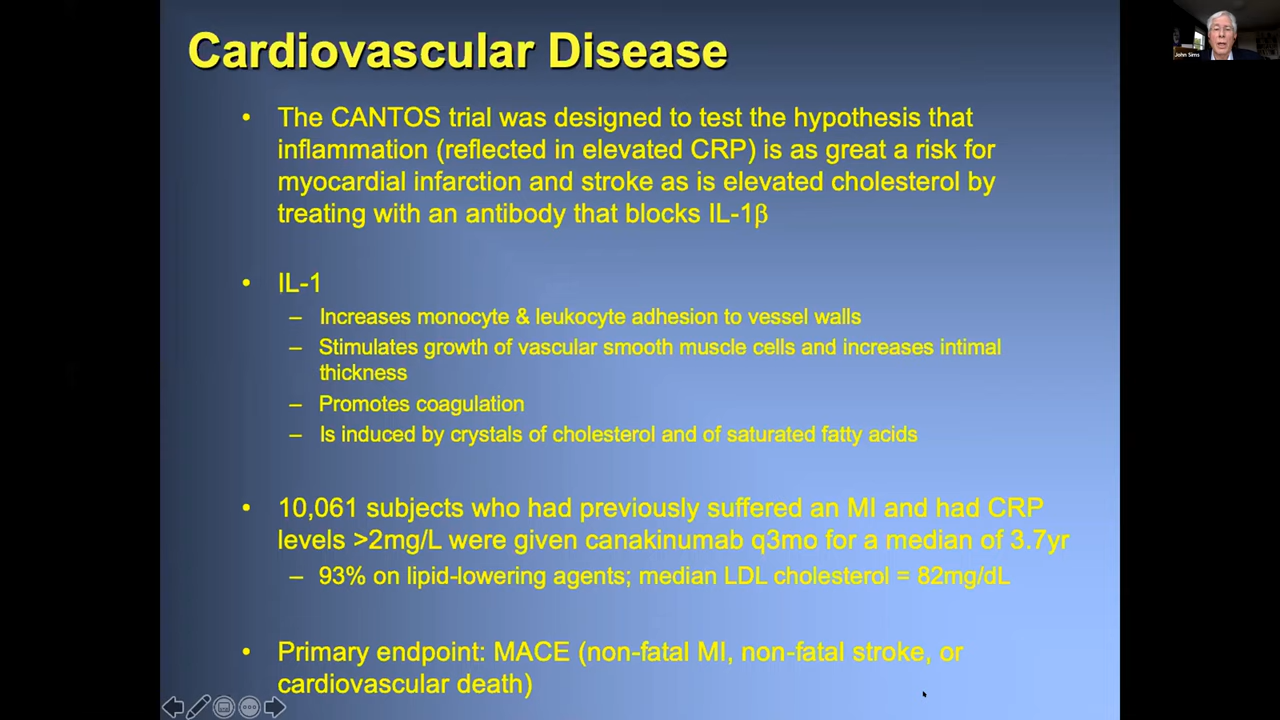 Cardiovascular Disease
John Sims
• The CANTOS trial was designed to test the hypothesis that
inflammation (reflected in elevated CRP) is as great a risk for
myocardial infarction and stroke as is elevated cholesterol by
treating with an antibody that blocks IL-1β
• IL-1
– Increases monocyte & leukocyte adhesion to vessel walls
– Stimulates growth of vascular smooth muscle cells and increases intimal
thickness
– Promotes coagulation
– Is induced by crystals of cholesterol and of saturated fatty acids
• 10,061 subjects who had previously suffered an MI and had CRP
levels >2mg/L were given canakinumab q3mo for a median of 3.7yr
– 93% on lipid-lowering agents; median LDL cholesterol = 82mg/dL
• Primary endpoint: MACE (non-fatal MI, non-fatal stroke, or
cardiovascular death)